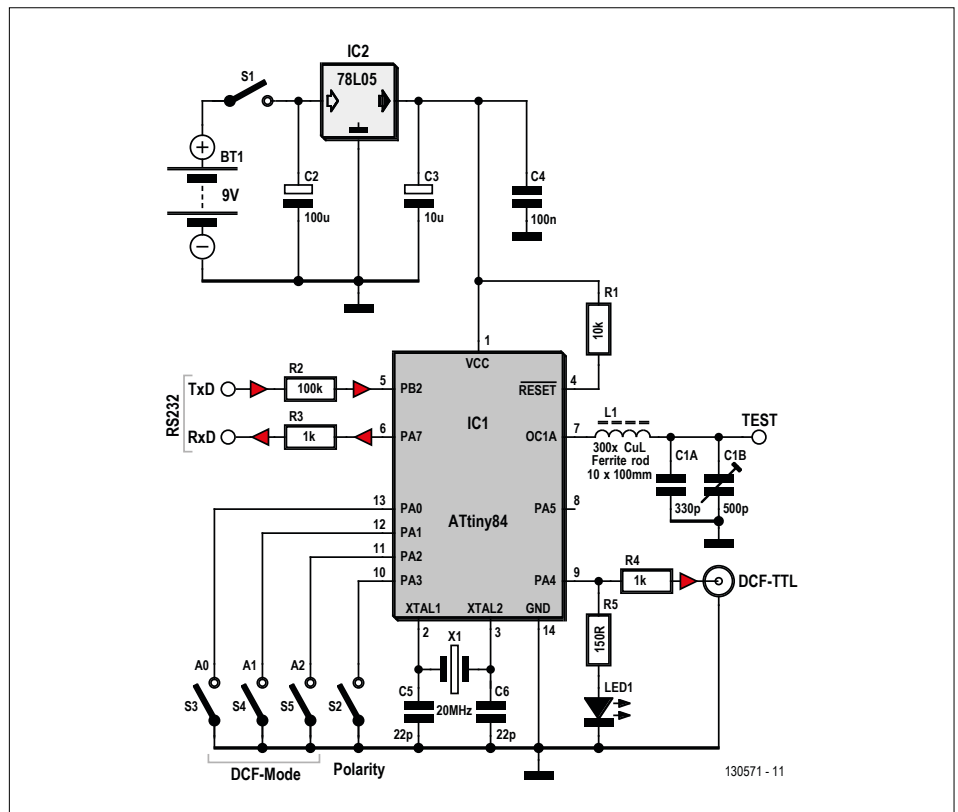 IC2
78L05
S1
BT1
9V
C2
100u
C3
10u
C4
100n
R1
10k
1
VCC
TxD
R2
100k
5
PB2
RESET
4
RS232
RxD
R3
1k
6
PA7
IC1
OC1A
7
L1
300x CuL
Ferrite rod
10 x 100mm
TEST
C1A
330p
C1B
500p
13
PA0
PA5
8
12
PA1
ATtiny84
11
PA2
10
PA3
PA4
9
R4
1k
DCF-TTL
XTAL1
XTAL2
GND
2
3
14
X1
20MHz
R5
150R
LED1
A0
A1
A2
S3
S4
S5
S2
C5
22p
C6
22p
DCF-Mode
Polarity
130571 - 11